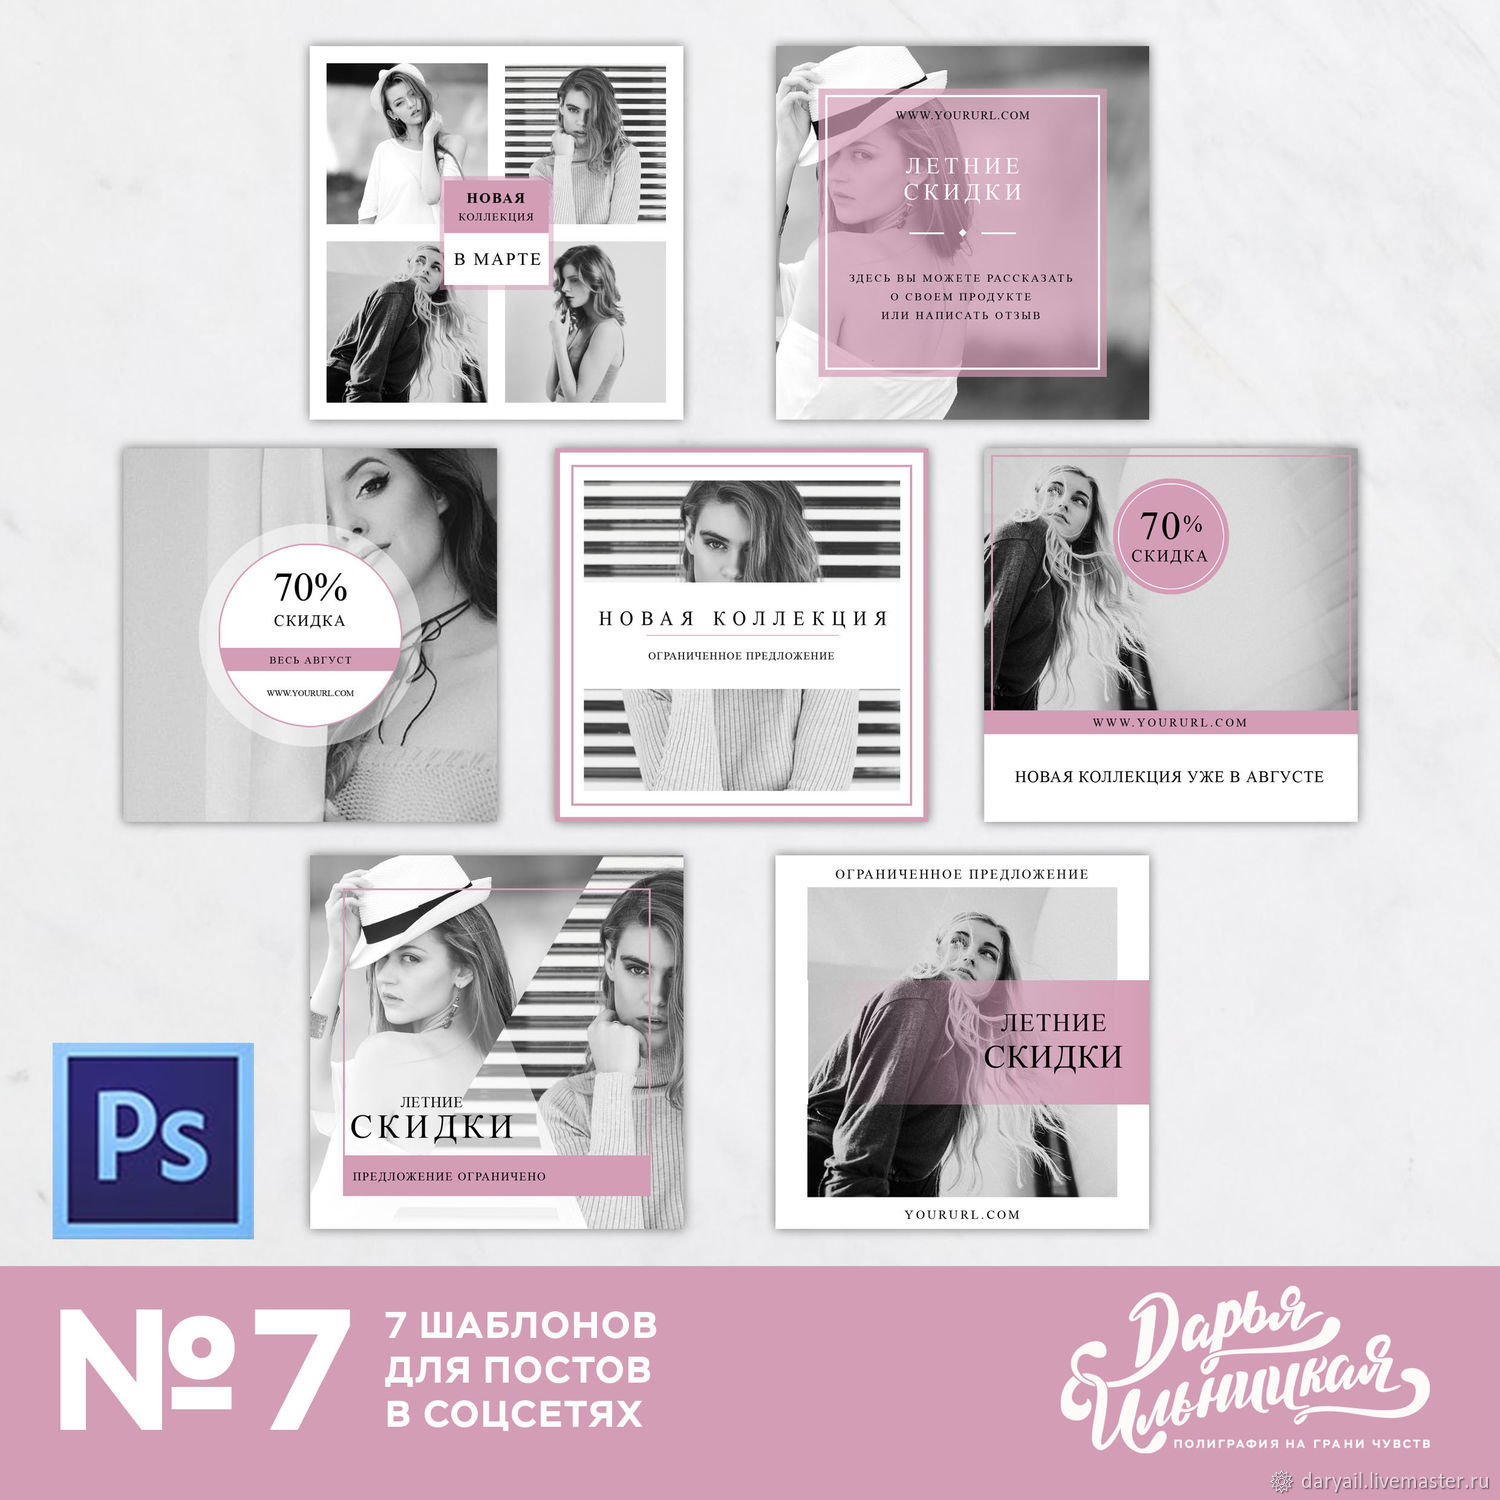 НОВАЯ
КОЛЛЕКЦИЯ
В МАРТЕ
WWW.YOURURL.COM
ЛЕТНИЕ
СКИДКИ
ЗДЕСЬ ВЫ МОЖЕТЕ РАССКАЗАТЬ
О СВОЕМ ПРОДУКТЕ
ИЛИ НАПИСАТЬ ОТЗЫВ
70%
СКИДКА
ВЕСЬ АВГУСТ
WWW.YOURURL.COM
НОВАЯ КОЛЛЕКЦИЯ
ОГРАНИЧЕННОЕ ПРЕДЛОЖЕНИЕ
70%
СКИДКА
WWW.YOURURL.COM
НОВАЯ КОЛЛЕКЦИЯ УЖЕ В АВГУСТЕ
ЛЕТНИЕ
СКИДКИ
ПРЕДЛОЖЕНИЕ ОГРАНИЧЕНО
ОГРАНИЧЕННОЕ ПРЕДЛОЖЕНИЕ
ЛЕТНИЕ
СКИДКИ
YOURURL.COM
Ps
№7
7 ШАБЛОНОВ
ДЛЯ ПОСТОВ
В СОЦСЕТЯХ
Дарья
Ильницкая
ПОЛИГРАФИЯ НА ГРАНИ ЧУВСТВ
daryail.livemaster.ru